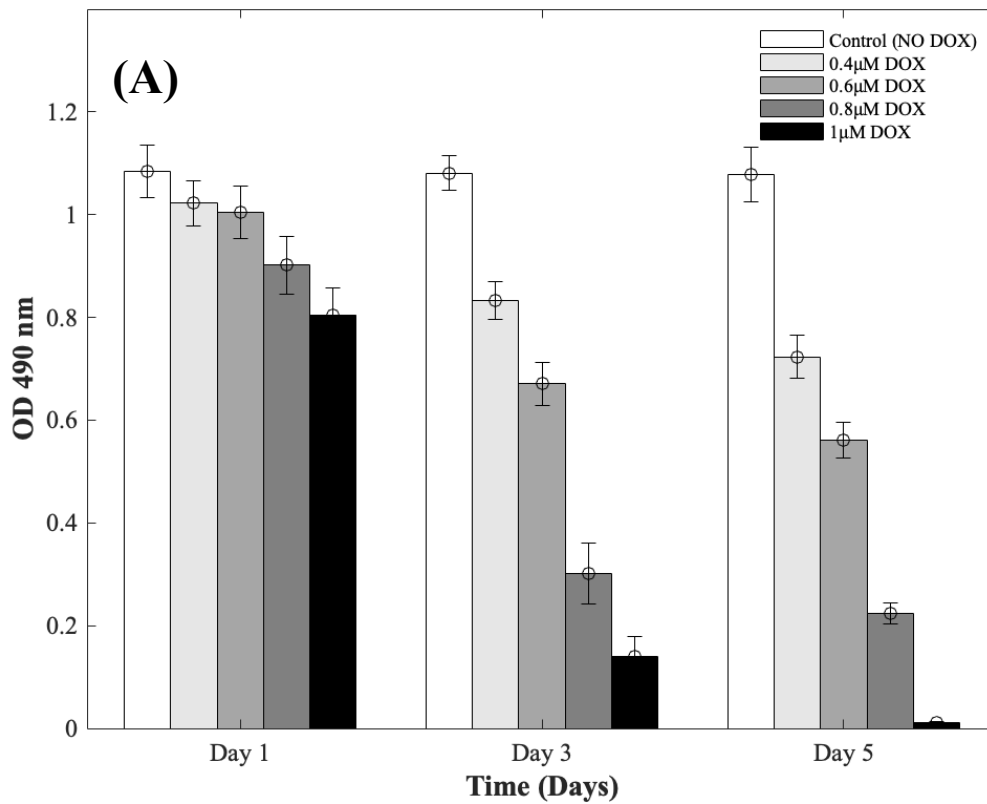 (A)
Control (NO DOX)
0.4μM DOX
0.6μM DOX
0.8μM DOX
1μM DOX
OD 490 nm
1.2
1
0.8
0.6
0.4
0.2
0
Day 1
Day 3
Day 5
Time (Days)